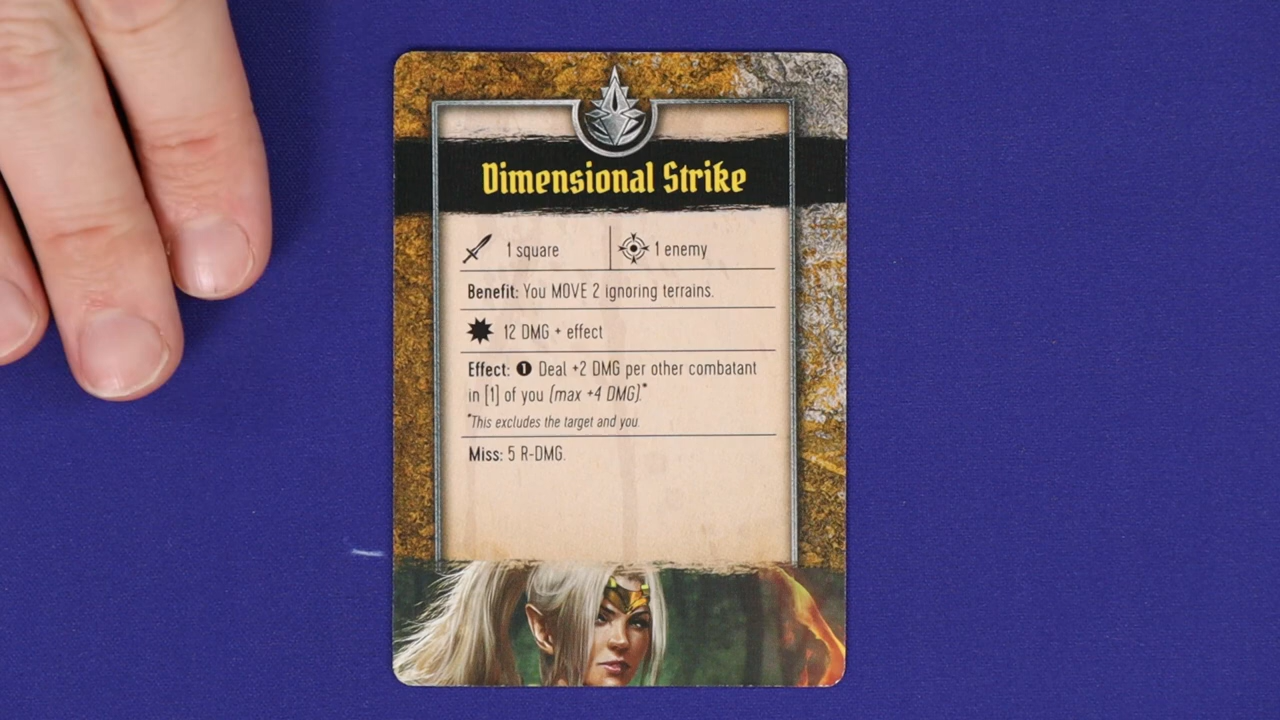 Dimensional Strike
1 square 1 enemy
Benefit: You MOVE 2 ignoring terrains.
12 DMG + effect
Effect: ❶ Deal +2 DMG per other combatant
in [1] of you (max +4 DMG).*
*This excludes the target and you.
Miss: 5 R-DMG.